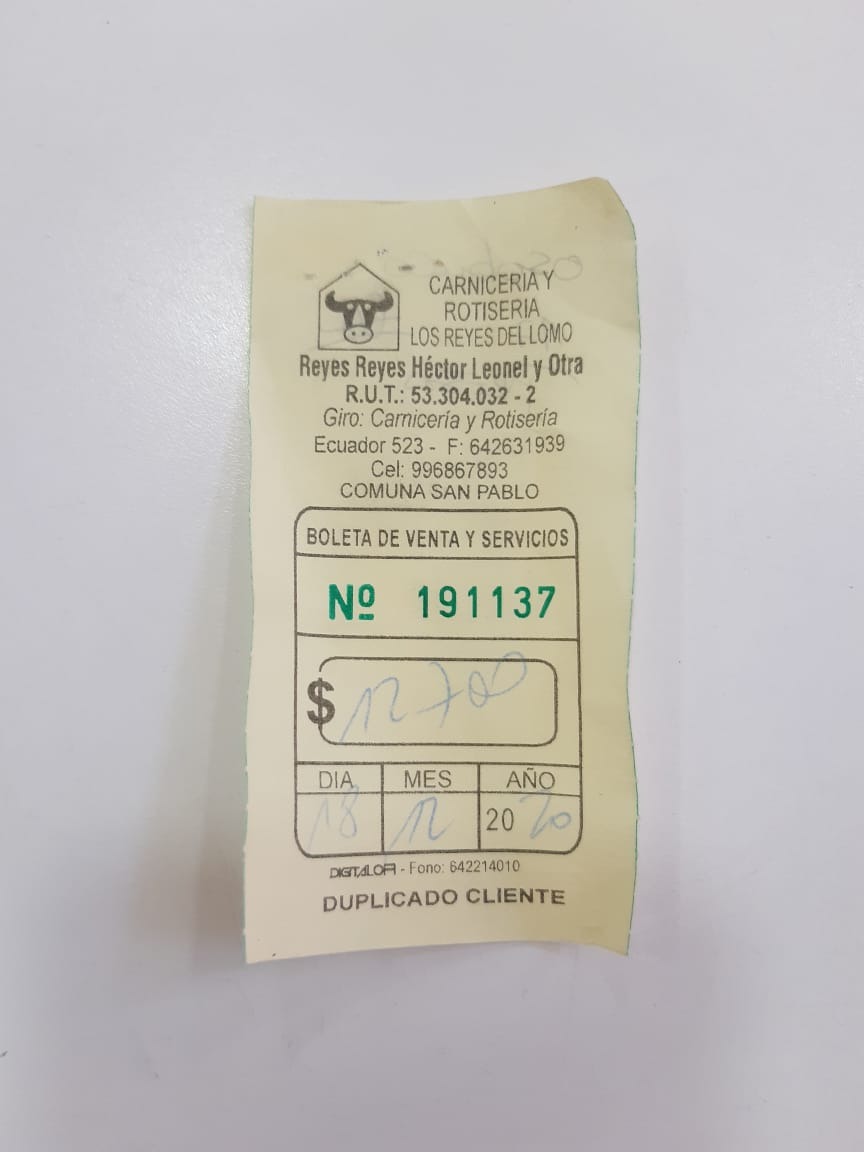 CARNICERIA Y
ROTISERIA
LOS REYES DEL LOMO
Reyes Reyes Héctor Leonel y Otra
R.U.T.: 53.304.032 - 2
Giro: Carnicería y Rotisería
Ecuador 523 - F: 642631939
Cel: 996867893
COMUNA SAN PABLO
BOLETA DE VENTA Y SERVICIOS
Nº 191137
$ 12700
DIA MES AÑO
18 12 20 20
DIGITALOFI - Fono: 642214010
DUPLICADO CLIENTE